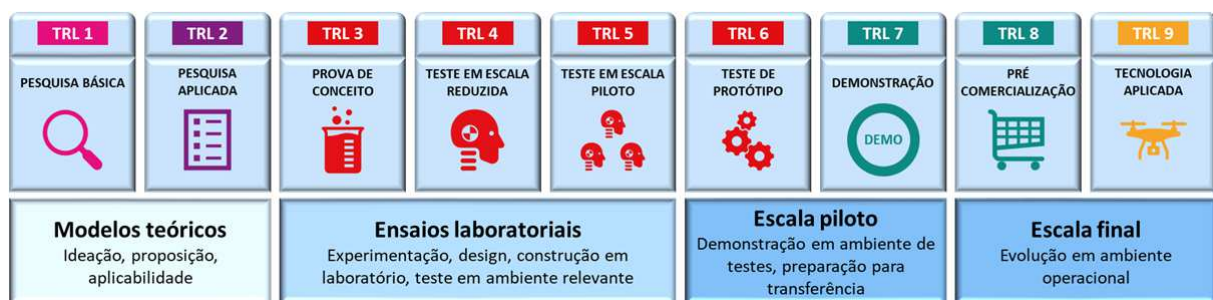 TRL 1
PESQUISA BÁSICA
TRL 2
PESQUISA
APLICADA
TRL 3
PROVA DE
CONCEITO
TRL 4
TESTE EM ESCALA
REDUZIDA
TRL 5
TESTE EM ESCALA
PILOTO
TRL 6
TESTE DE
PROTÓTIPO
TRL 7
DEMONSTRAÇÃO
DEMO
TRL 8
PRÉ
COMERCIALIZAÇÃO
TRL 9
TECNOLOGIA
APLICADA
Modelos teóricos
Ideação, proposição,
aplicabilidade
Ensaios laboratoriais
Experimentação, design, construção em
laboratório, teste em ambiente relevante
Escala piloto
Demonstração em ambiente de
testes, preparação para
transferência
Escala final
Evolução em ambiente
operacional